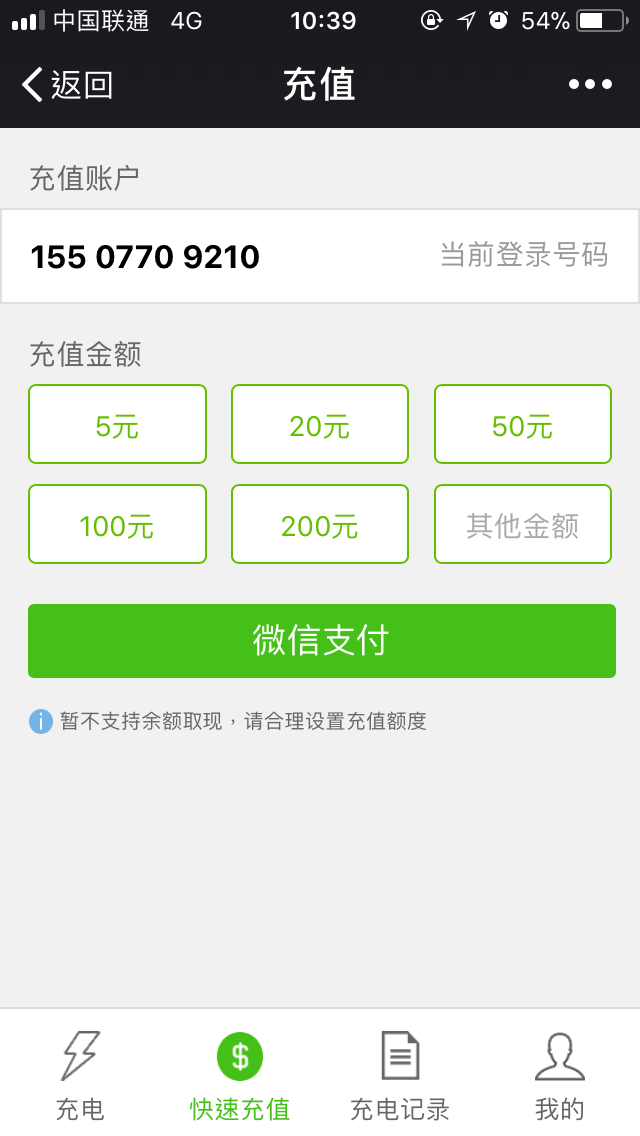 中国联通 4G 10:39 54%
返回 充值
充值账户
155 0770 9210 当前登录号码
充值金额
5元 20元 50元
100元 200元 其他金额
微信支付
暂不支持余额取现，请合理设置充值额度
充电 快速充值 充电记录 我的